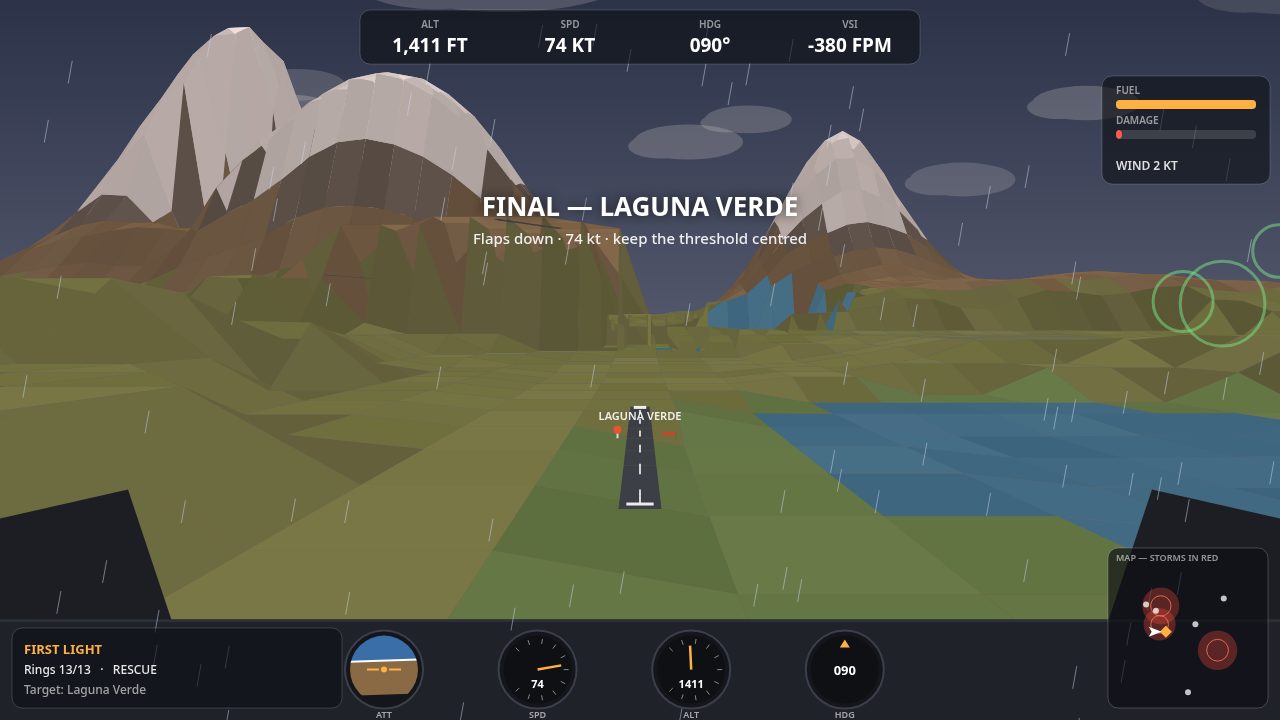 ALT SPD HDG VSI
1,411 FT 74 KT 090° -380 FPM
FUEL
DAMAGE
WIND 2 KT
FINAL — LAGUNA VERDE
Flaps down · 74 kt · keep the threshold centred
LAGUNA VERDE
MAP — STORMS IN RED
FIRST LIGHT
Rings 13/13 · RESCUE
Target: Laguna Verde
74 1411 090
ATT SPD ALT HDG